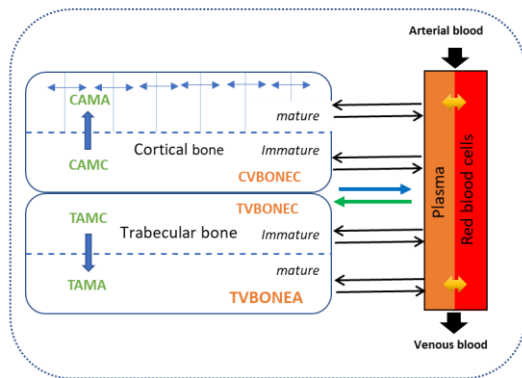 Arterial blood
CAMA
mature
Cortical bone
Immature
CAMC
CVBONEC
TVBONEC
TAMC
Trabecular bone
Immature
mature
TAMA
TVBONEA
Plasma
Red blood cells
Venous blood